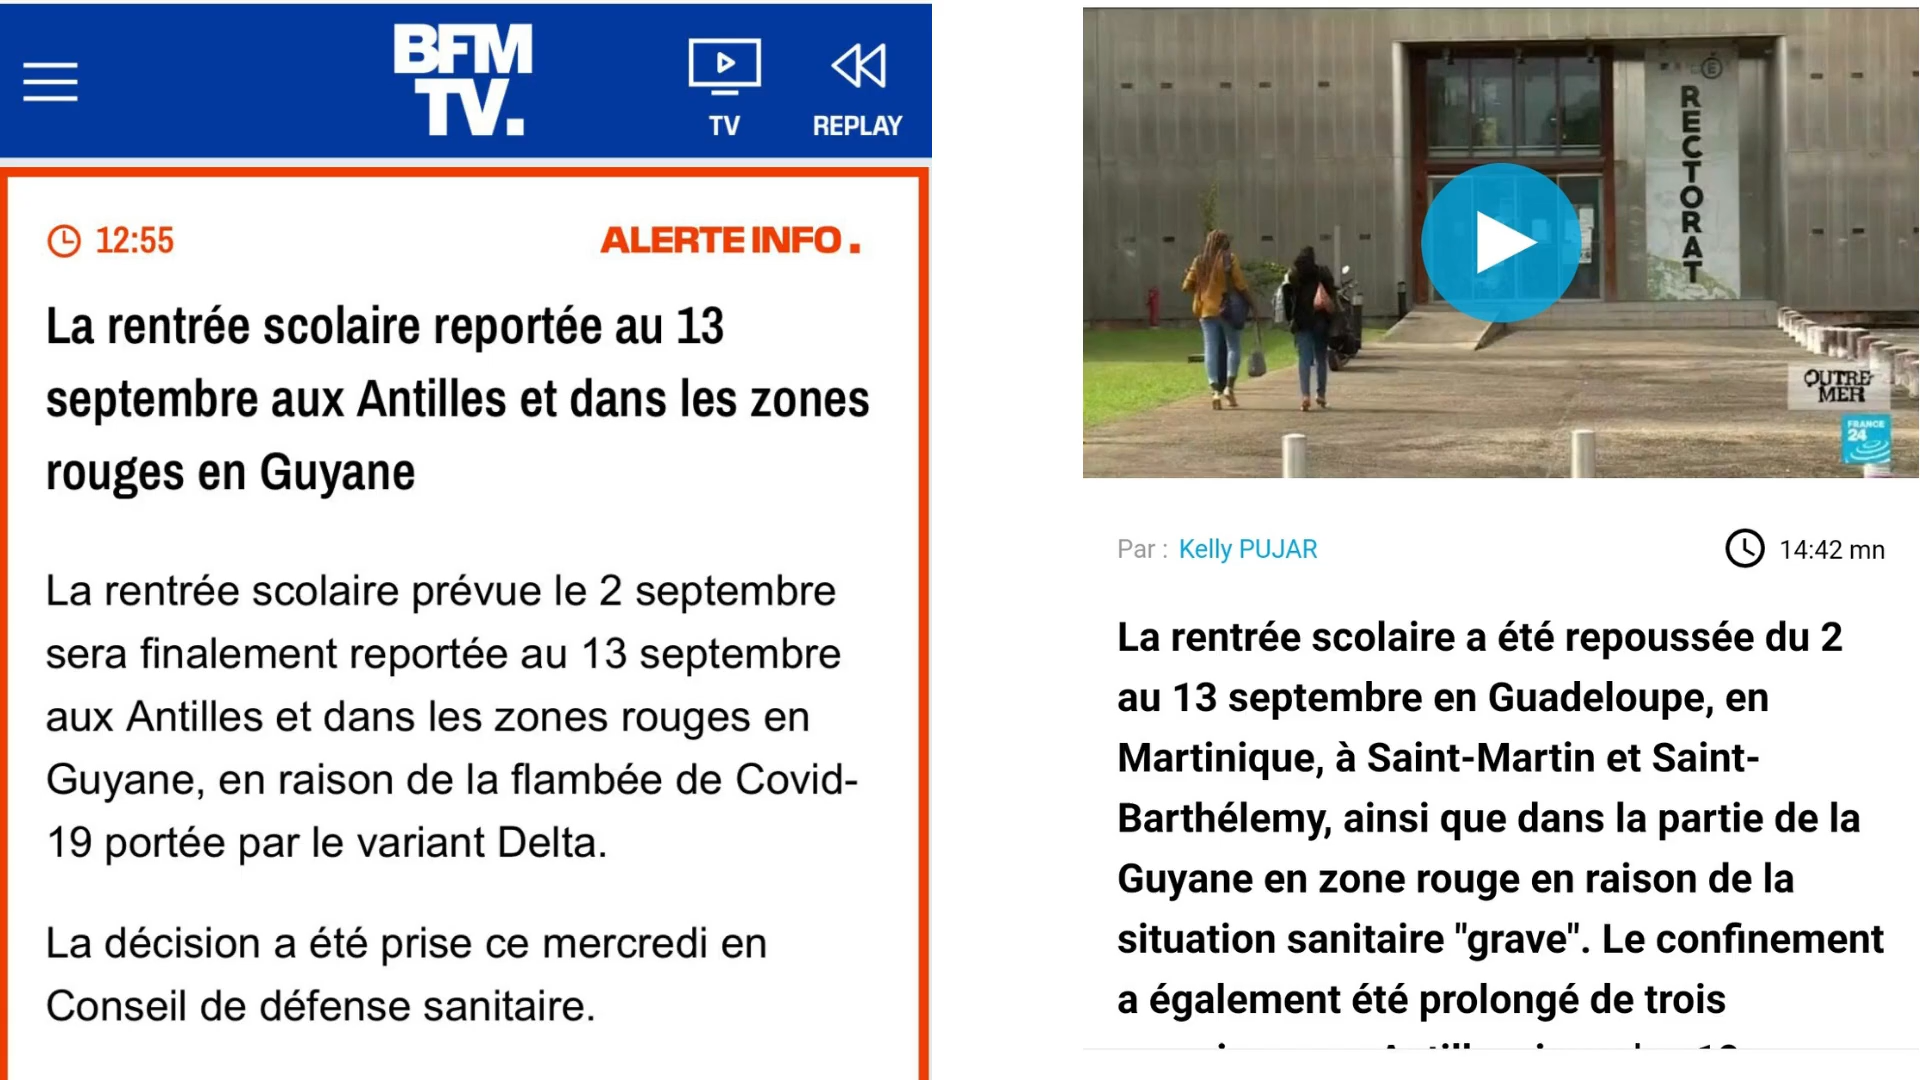 BFM
TV.
TV
REPLAY
12:55
ALERTE INFO.
La rentrée scolaire reportée au 13
septembre aux Antilles et dans les zones
rouges en Guyane
La rentrée scolaire prévue le 2 septembre
sera finalement reportée au 13 septembre
aux Antilles et dans les zones rouges en
Guyane, en raison de la flambée de Covid-
19 portée par le variant Delta.
La décision a été prise ce mercredi en
Conseil de défense sanitaire.
RECTORAT
OUTRE-
MER
FRANCE
24
Par : Kelly PUJAR
14:42 mn
La rentrée scolaire a été repoussée du 2
au 13 septembre en Guadeloupe, en
Martinique, à Saint-Martin et Saint-
Barthélemy, ainsi que dans la partie de la
Guyane en zone rouge en raison de la
situation sanitaire "grave". Le confinement
a également été prolongé de trois